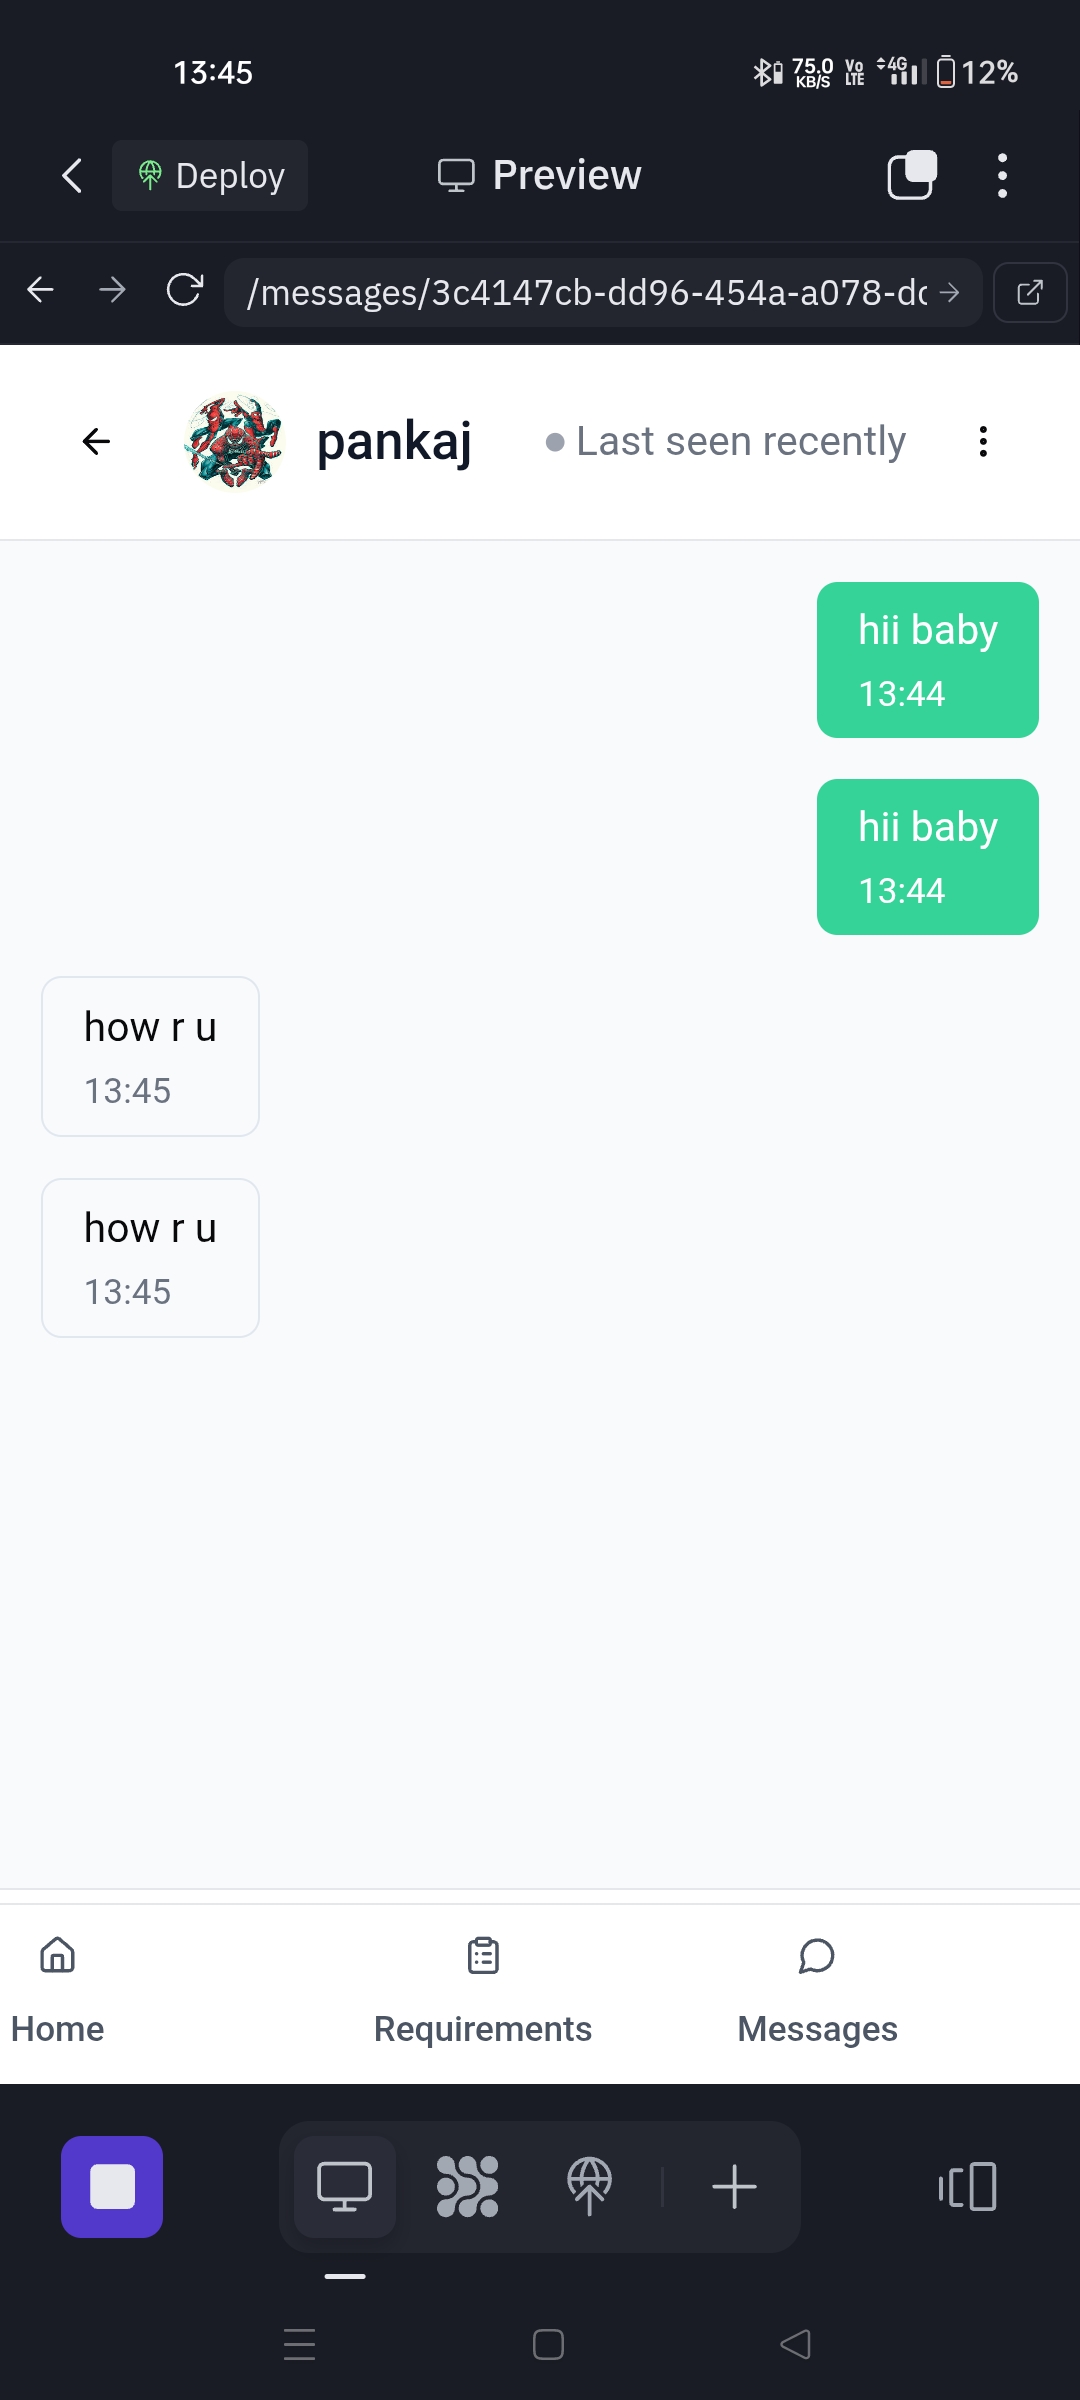 13:45
75.0
KB/S
Vo
LTE
4G
12%
Deploy
Preview
/messages/3c4147cb-dd96-454a-a078-dc
pankaj
Last seen recently
hii baby
13:44
hii baby
13:44
how r u
13:45
how r u
13:45
Home
Requirements
Messages